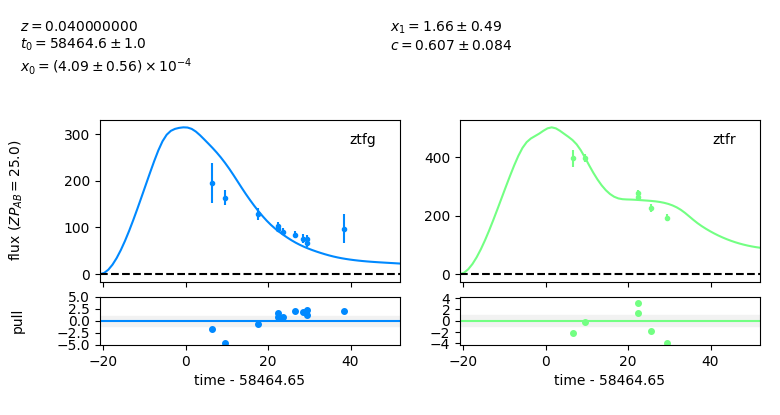 z = 0.040000000
t₀ = 58464.6 ± 1.0
x₀ = (4.09 ± 0.56) × 10⁻⁴
x₁ = 1.66 ± 0.49
c = 0.607 ± 0.084
flux (ZP_AB = 25.0)
300
200
100
0
ztfg
400
200
0
ztfr
pull
5.0
2.5
0.0
−2.5
−5.0
−20 0 20 40
time - 58464.65
4
2
0
−2
−4
−20 0 20 40
time - 58464.65